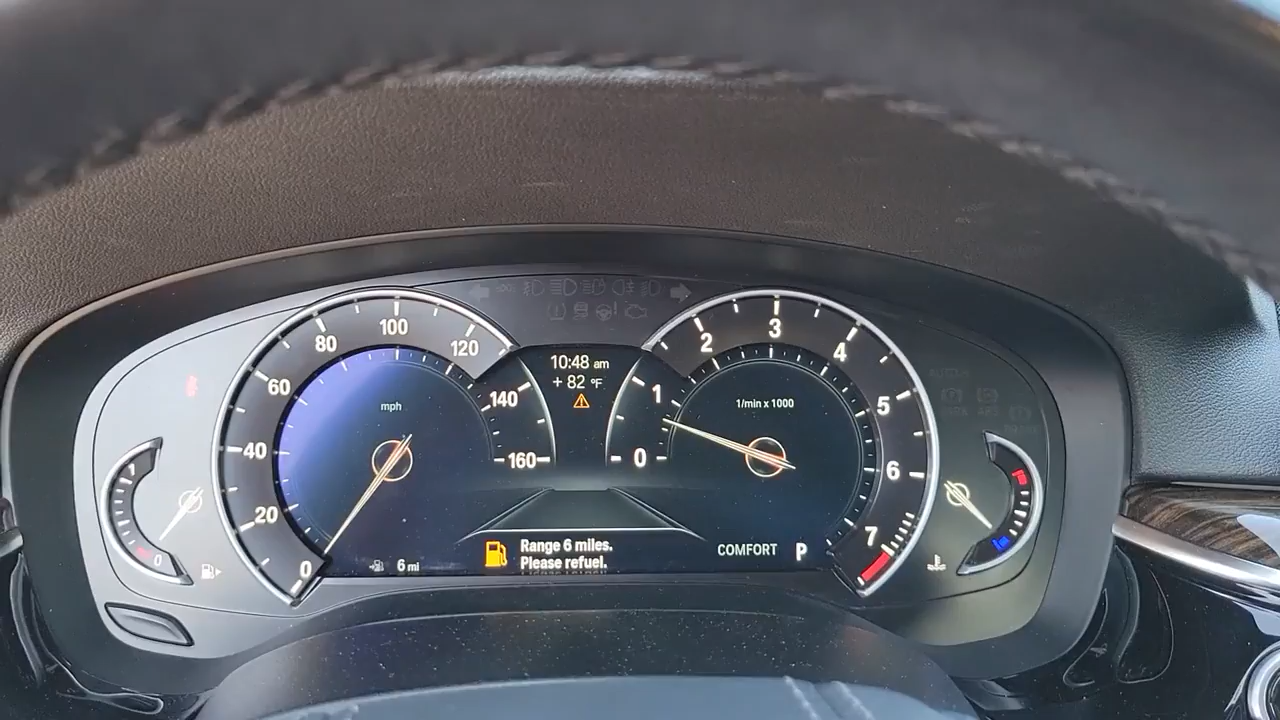 10:48 am
+ 82 °F
mph
0
20
40
60
80
100
120
140
160
1/min x 1000
0
1
2
3
4
5
6
7
1
0
6 mi
Range 6 miles.
Please refuel.
COMFORT P